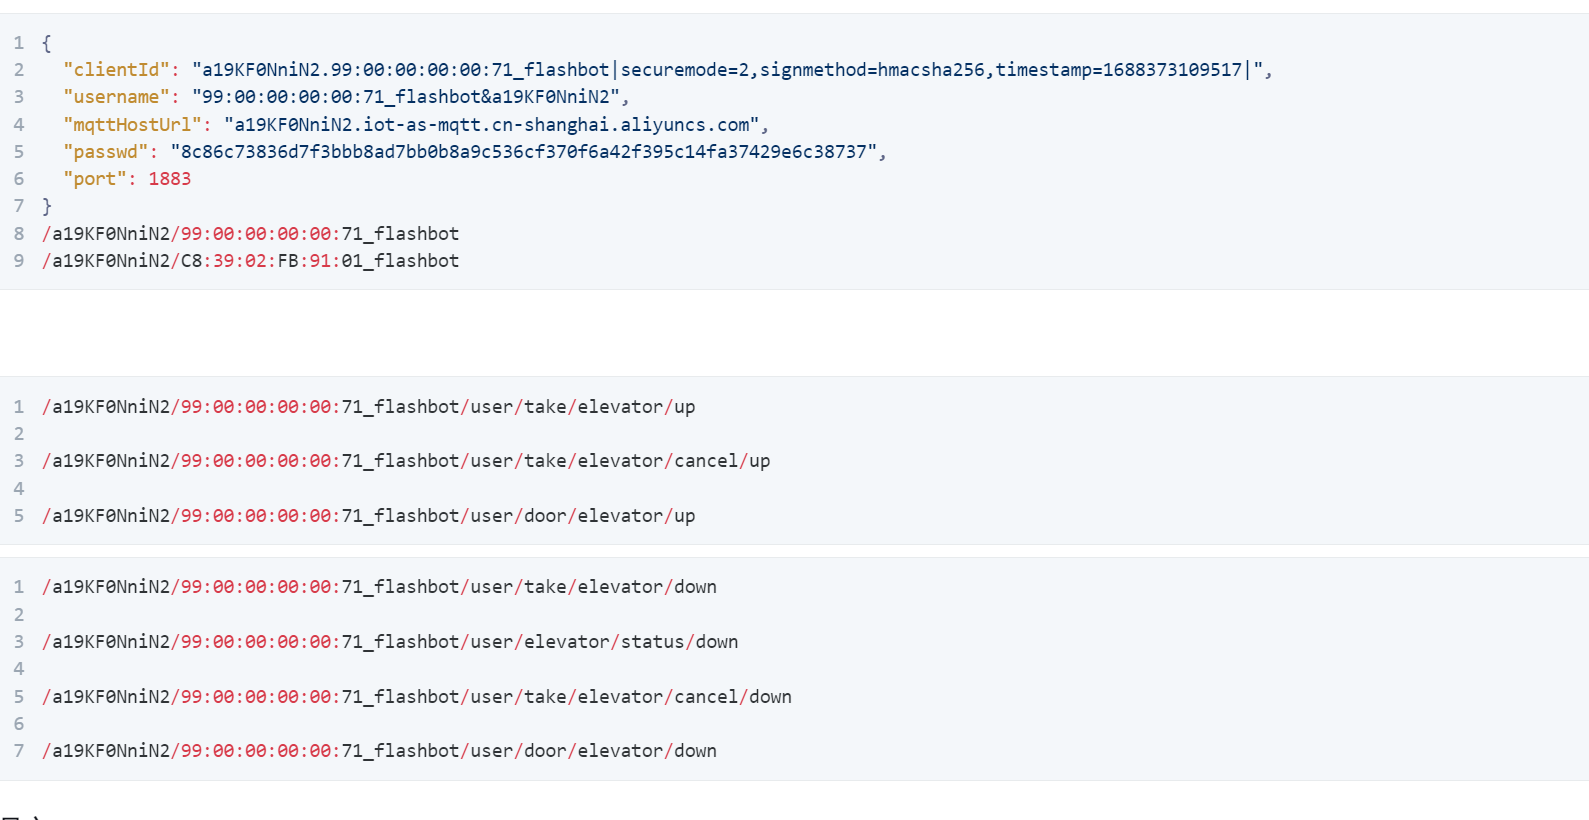 1 {
2 "clientId": "a19KF0NniN2.99:00:00:00:00:71_flashbot|securemode=2,signmethod=hmacsha256,timestamp=1688373109517|",
3 "username": "99:00:00:00:00:71_flashbot&a19KF0NniN2",
4 "mqttHostUrl": "a19KF0NniN2.iot-as-mqtt.cn-shanghai.aliyuncs.com",
5 "passwd": "8c86c73836d7f3bbb8ad7bb0b8a9c536cf370f6a42f395c14fa37429e6c38737",
6 "port": 1883
7 }
8 /a19KF0NniN2/99:00:00:00:00:71_flashbot
9 /a19KF0NniN2/C8:39:02:FB:91:01_flashbot
1 /a19KF0NniN2/99:00:00:00:00:71_flashbot/user/take/elevator/up
2
3 /a19KF0NniN2/99:00:00:00:00:71_flashbot/user/take/elevator/cancel/up
4
5 /a19KF0NniN2/99:00:00:00:00:71_flashbot/user/door/elevator/up
1 /a19KF0NniN2/99:00:00:00:00:71_flashbot/user/take/elevator/down
2
3 /a19KF0NniN2/99:00:00:00:00:71_flashbot/user/elevator/status/down
4
5 /a19KF0NniN2/99:00:00:00:00:71_flashbot/user/take/elevator/cancel/down
6
7 /a19KF0NniN2/99:00:00:00:00:71_flashbot/user/door/elevator/down